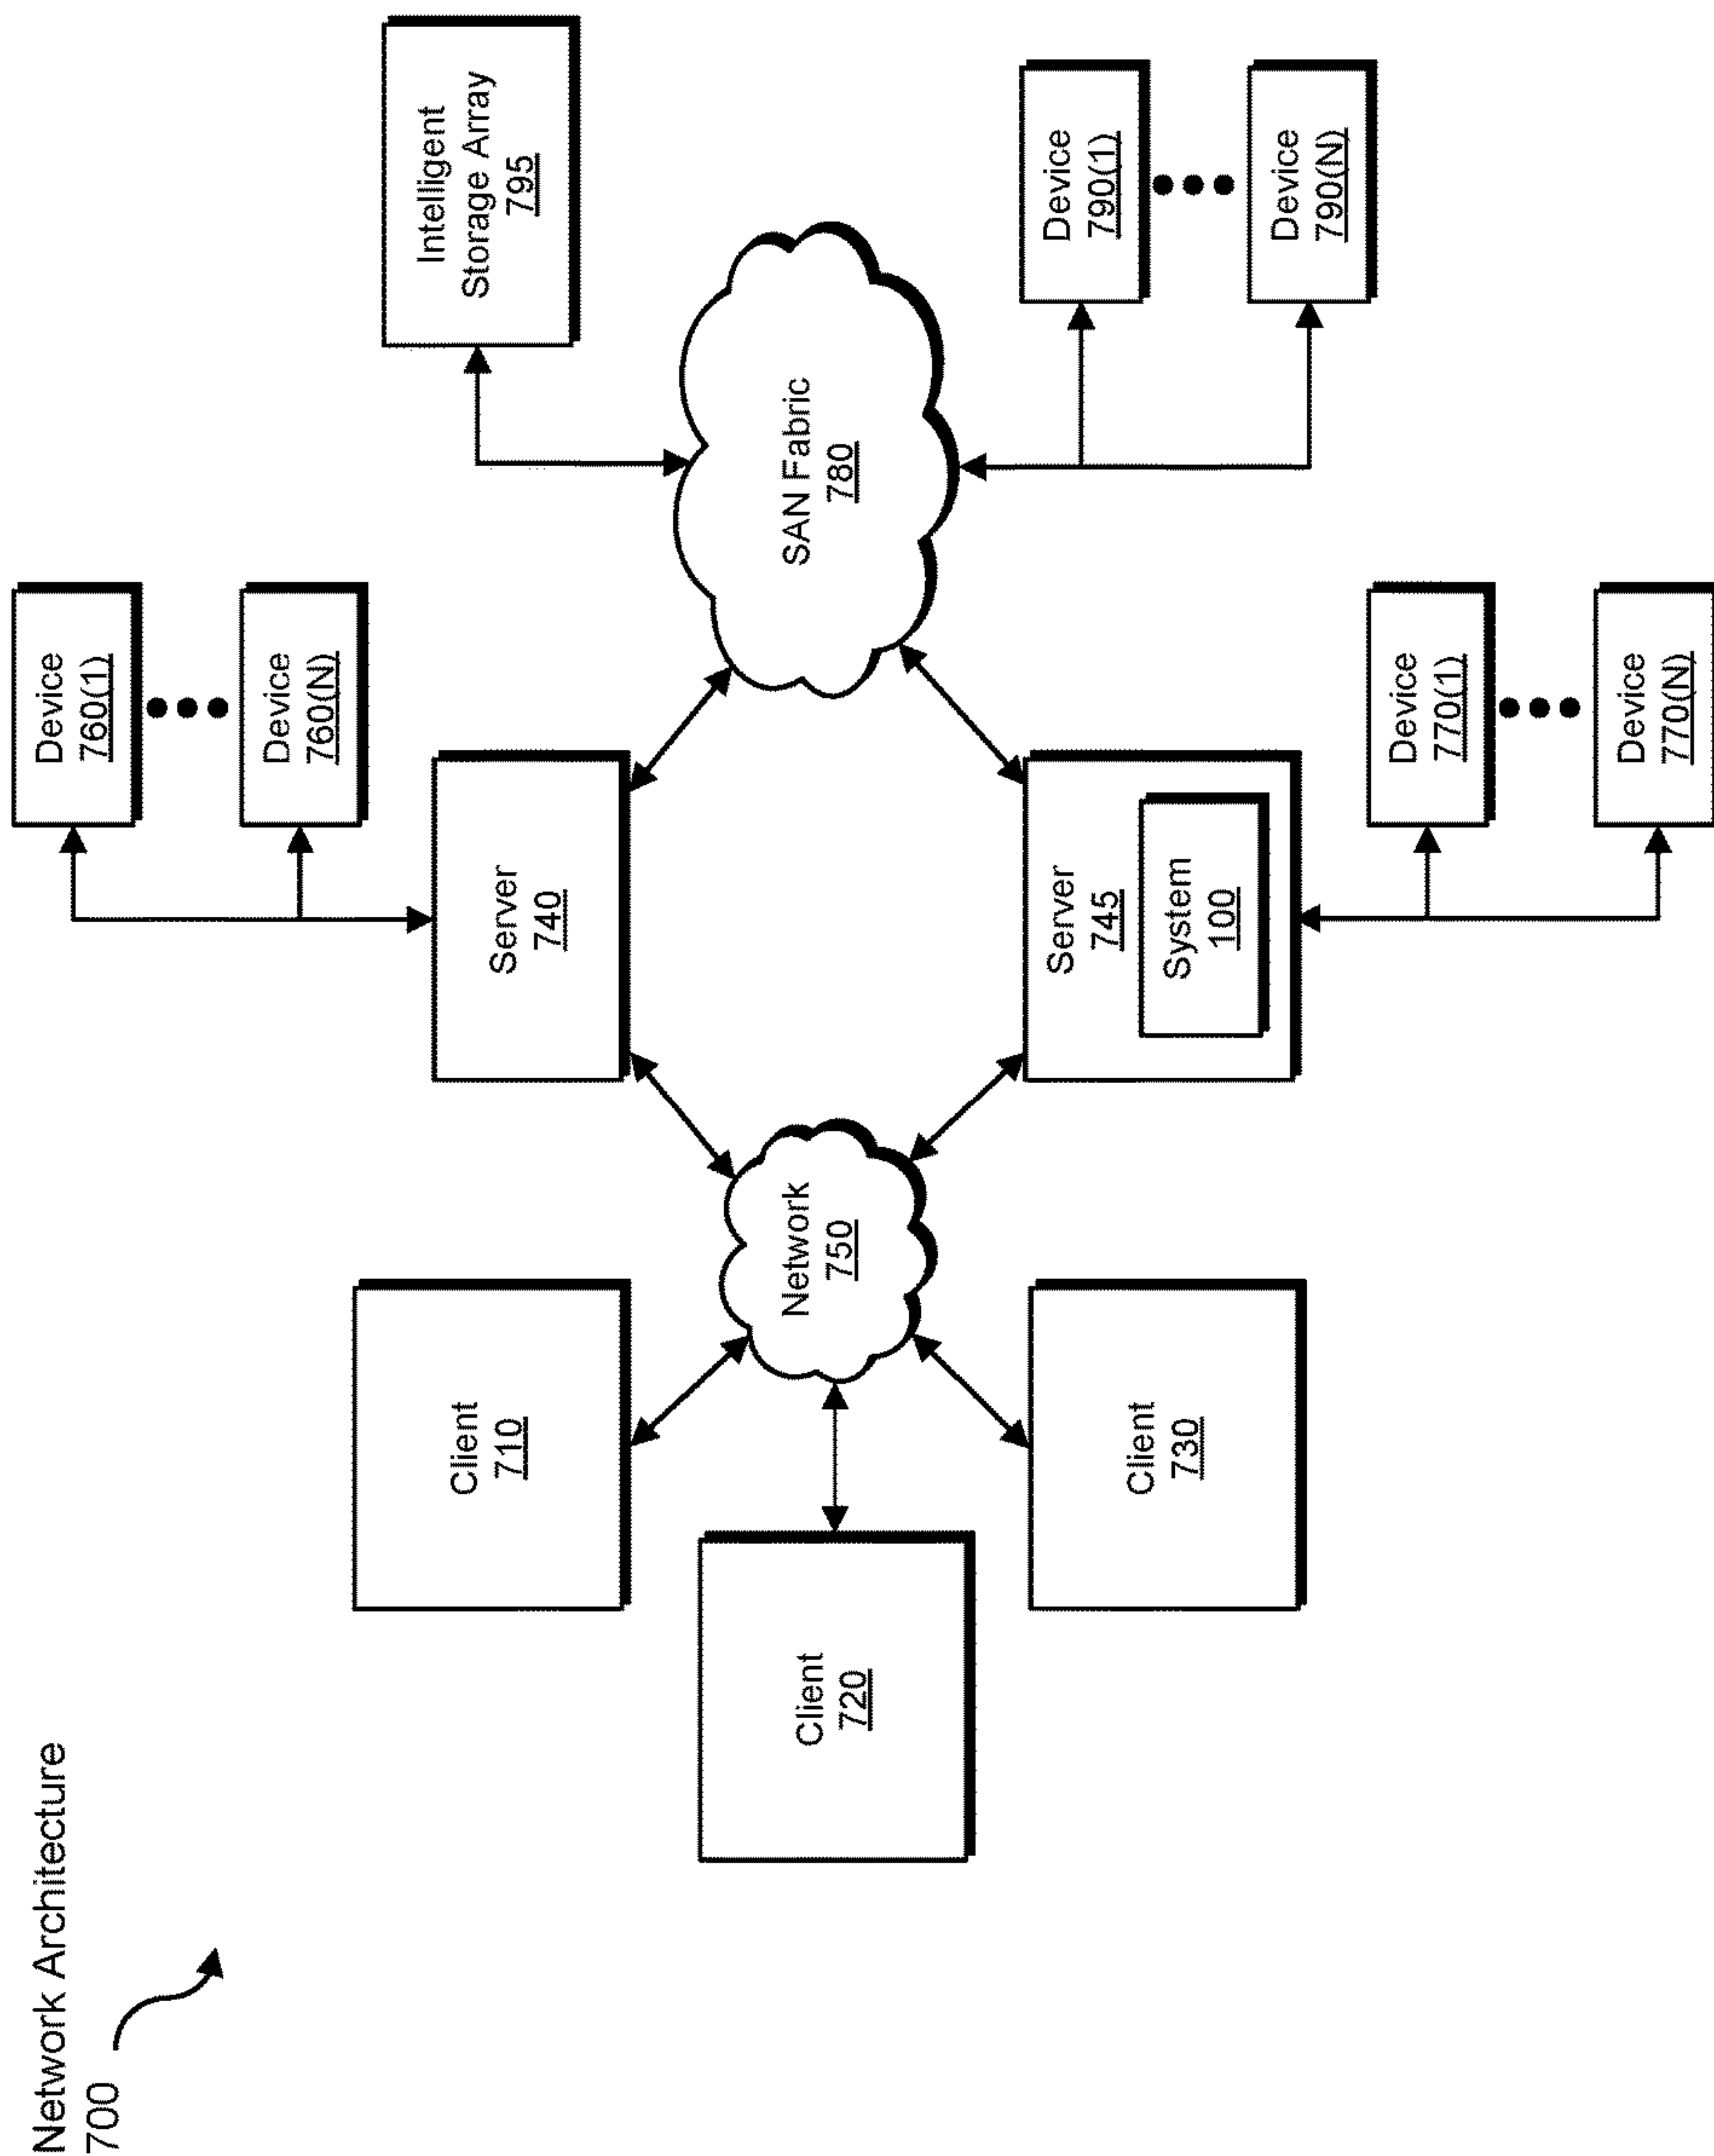 Network Architecture
700
Client
710
Client
720
Client
730
Network
750
Device
760(1)
Device
760(N)
Server
740
Server
745
System
100
Device
770(1)
Device
770(N)
SAN Fabric
780
Intelligent
Storage Array
795
Device
790(1)
Device
790(N)